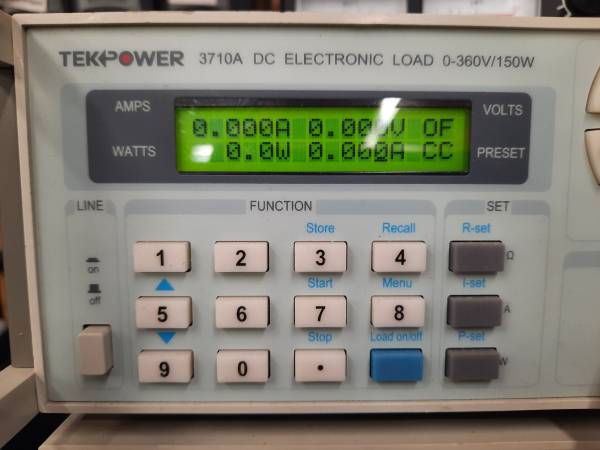 TEKPOWER 3710A DC ELECTRONIC LOAD 0-360V/150W
AMPS
VOLTS
0.000A 0.000V OF
0.0W 0.000A CC
WATTS
PRESET
LINE
FUNCTION
SET
Store
Recall
R-set
1
2
3
4
Ω
on
Start
Menu
I-set
off
5
6
7
8
A
Stop
Load on/off
P-set
9
0
.
W